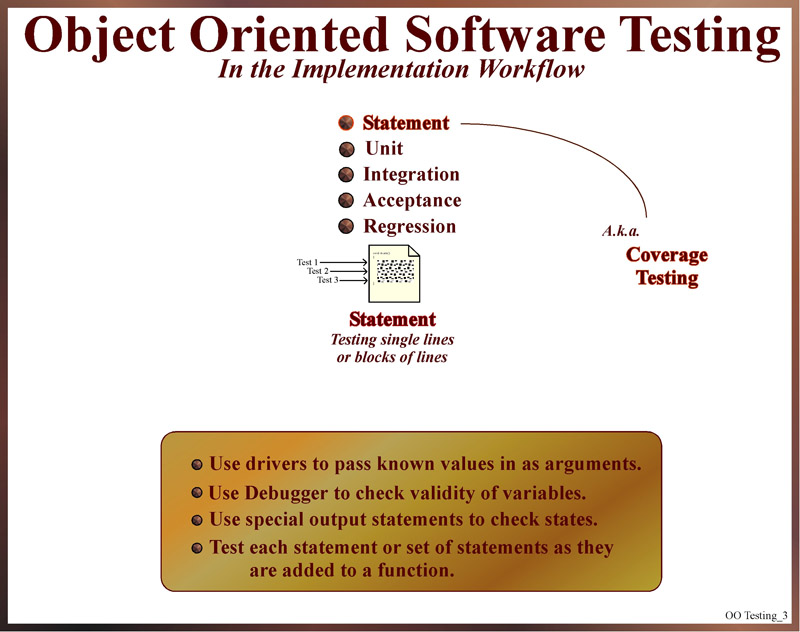 Object Oriented Software Testing
In the Implementation Workflow
Statement
Unit
Integration
Acceptance
Regression
A.k.a.
Coverage
Testing
Test 1
Test 2
Test 3
Statement
Testing single lines
or blocks of lines
Use drivers to pass known values in as arguments.
Use Debugger to check validity of variables.
Use special output statements to check states.
Test each statement or set of statements as they
are added to a function.
OO Testing_3